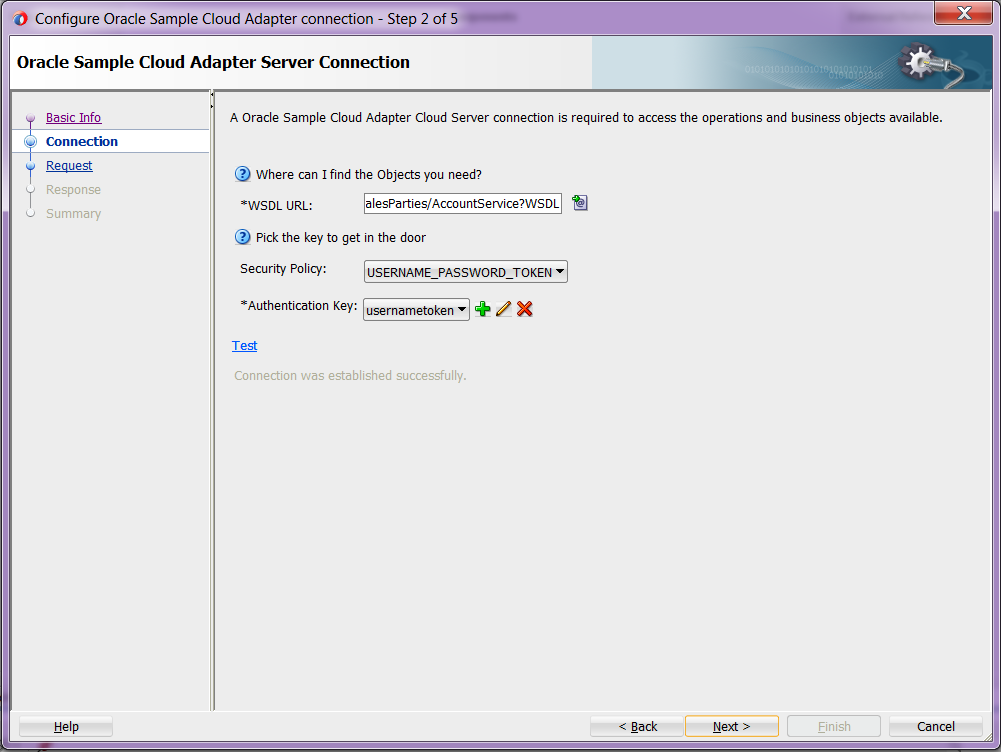 Configure Oracle Sample Cloud Adapter connection - Step 2 of 5
Oracle Sample Cloud Adapter Server Connection
Basic Info
Connection
Request
Response
Summary
A Oracle Sample Cloud Adapter Cloud Server connection is required to access the operations and business objects available.
Where can I find the Objects you need?
*WSDL URL: alesParties/AccountService?WSDL
Pick the key to get in the door
Security Policy: USERNAME_PASSWORD_TOKEN
*Authentication Key: usernametoken
Test
Connection was established successfully.
Help < Back Next > Finish Cancel